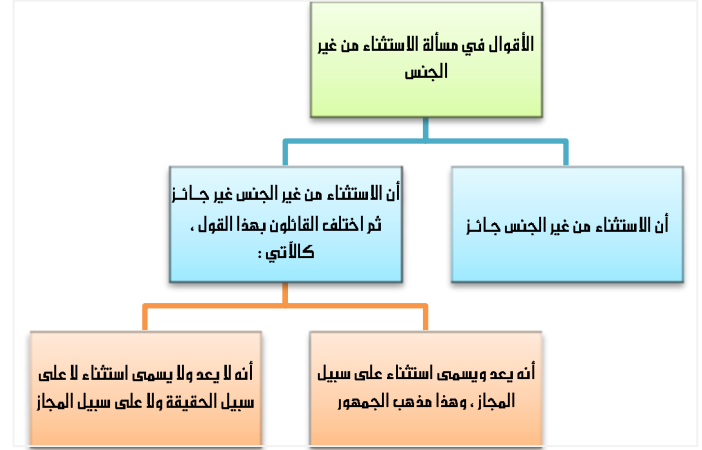 الأقوال في مسألة الاستثناء من غير
الجنس
أن الاستثناء من غير الجنس جائز
أن الاستثناء من غير الجنس غير جائز
ثم اختلف القائلون بهذا القول ،
كالآتي :
أنه يعد ويسمى استثناء على سبيل
المجاز ، وهذا مذهب الجمهور
أنه لا يعد ولا يسمى استثناء لا على
سبيل الحقيقة ولا على سبيل المجاز